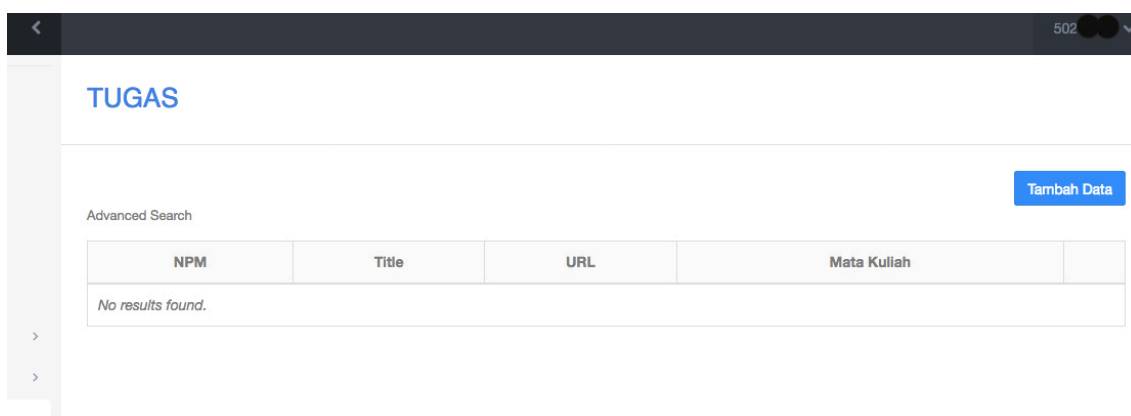 502
TUGAS
Tambah Data
Advanced Search
NPM Title URL Mata Kuliah
No results found.